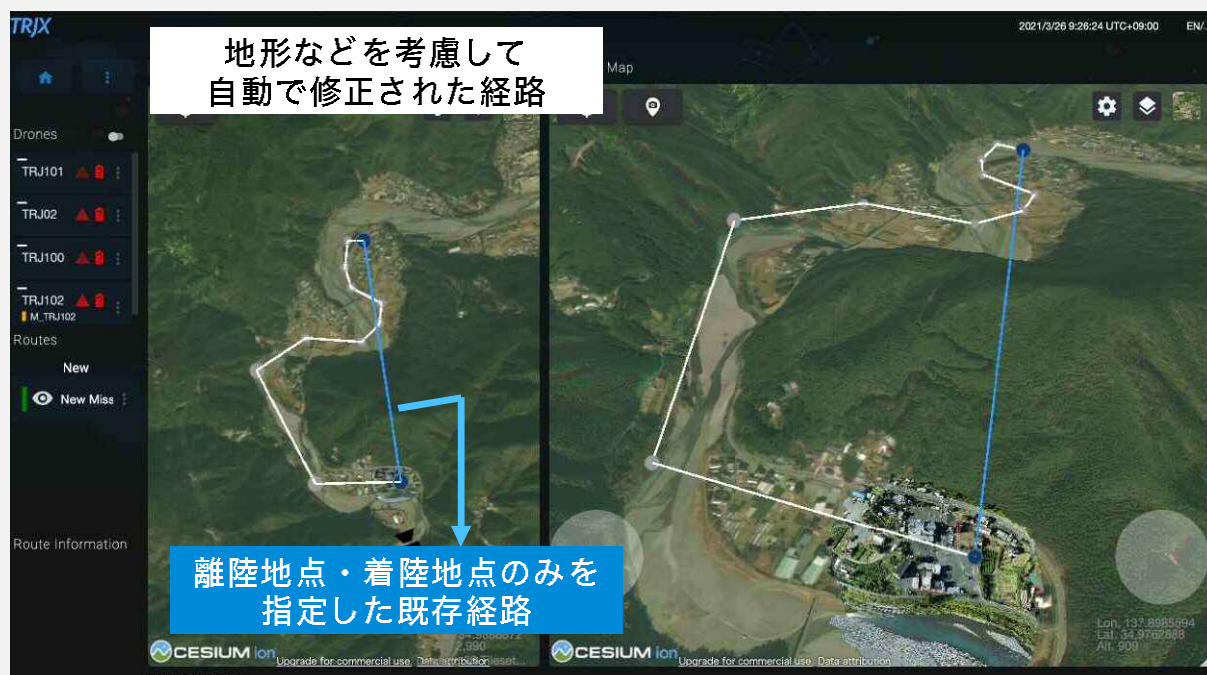 TRJX
2021/3/26 9:26:24 UTC+09:00
EN/
地形などを考慮して
自動で修正された経路
Map
Drones
TRJ101
TRJ02
TRJ100
TRJ102
M_TRJ102
Routes
New
New Miss
Route Information
離陸地点・着陸地点のみを
指定した既存経路
2,990
CESIUM ion
Upgrade for commercial use. Data attribution
CESIUM ion
Upgrade for commercial use. Data attribution
Lon. 137.8985594
Lat. 34.9762888
Alt. 909